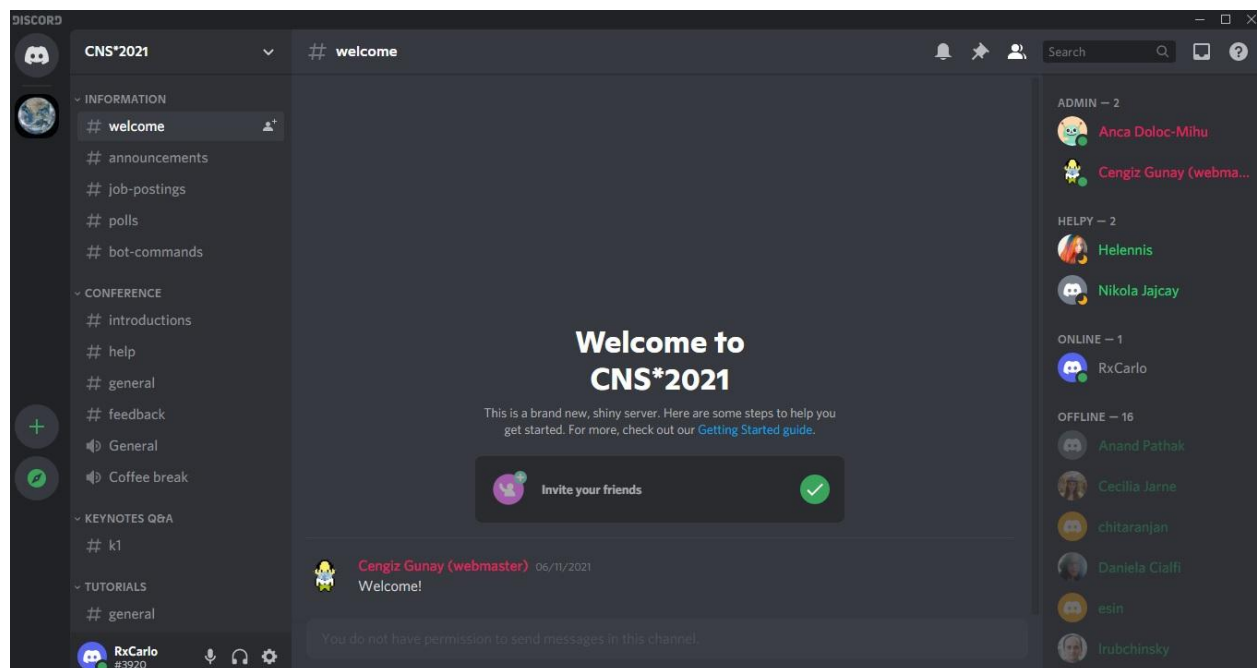 DISCORD
CNS*2021
# welcome
Search
INFORMATION
# welcome
# announcements
# job-postings
# polls
# bot-commands
CONFERENCE
# introductions
# help
# general
# feedback
General
Coffee break
KEYNOTES Q&A
# k1
TUTORIALS
# general
RxCarlo
#3920
Welcome to
CNS*2021
This is a brand new, shiny server. Here are some steps to help you
get started. For more, check out our Getting Started guide.
Invite your friends
Cengiz Gunay (webmaster) 06/11/2021
Welcome!
You do not have permission to send messages in this channel.
ADMIN — 2
Anca Doloc-Mihu
Cengiz Gunay (webma...
HELPY — 2
Helennis
Nikola Jajcay
ONLINE — 1
RxCarlo
OFFLINE — 16
Anand Pathak
Cecilia Jarne
chitaranjan
Daniela Cialfi
esin
lrubchinsky